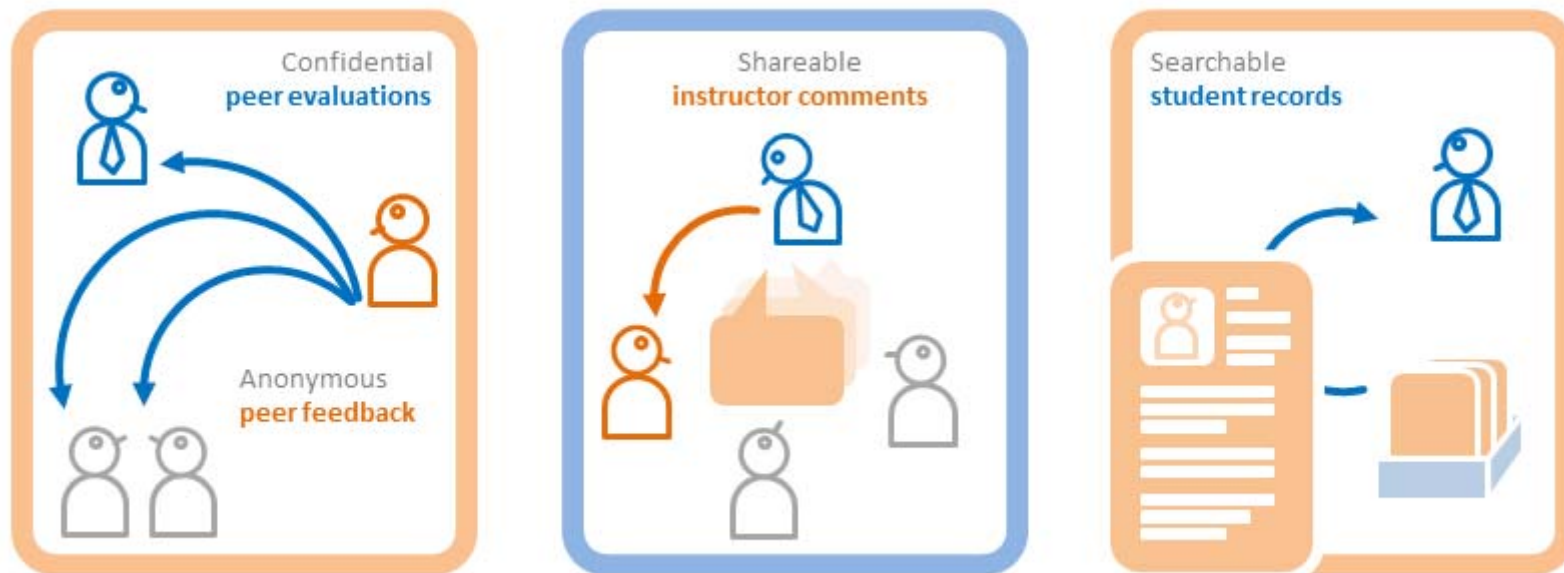 Confidential
peer evaluations
Anonymous
peer feedback
Shareable
instructor comments
Searchable
student records